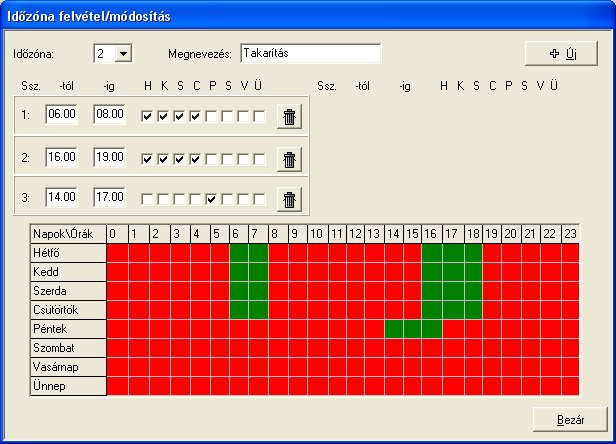 Időzóna felvétel/módosítás
Időzóna: 2 Megnevezés: Takarítás Új
Ssz. -tól -ig H K S C P S V Ü Ssz. -tól -ig H K S C P S V Ü
1: 06.00 08.00
2: 16.00 19.00
3: 14.00 17.00
Napok\Órák 0 1 2 3 4 5 6 7 8 9 10 11 12 13 14 15 16 17 18 19 20 21 22 23
Hétfő
Kedd
Szerda
Csütörtök
Péntek
Szombat
Vasárnap
Ünnep
Bezár